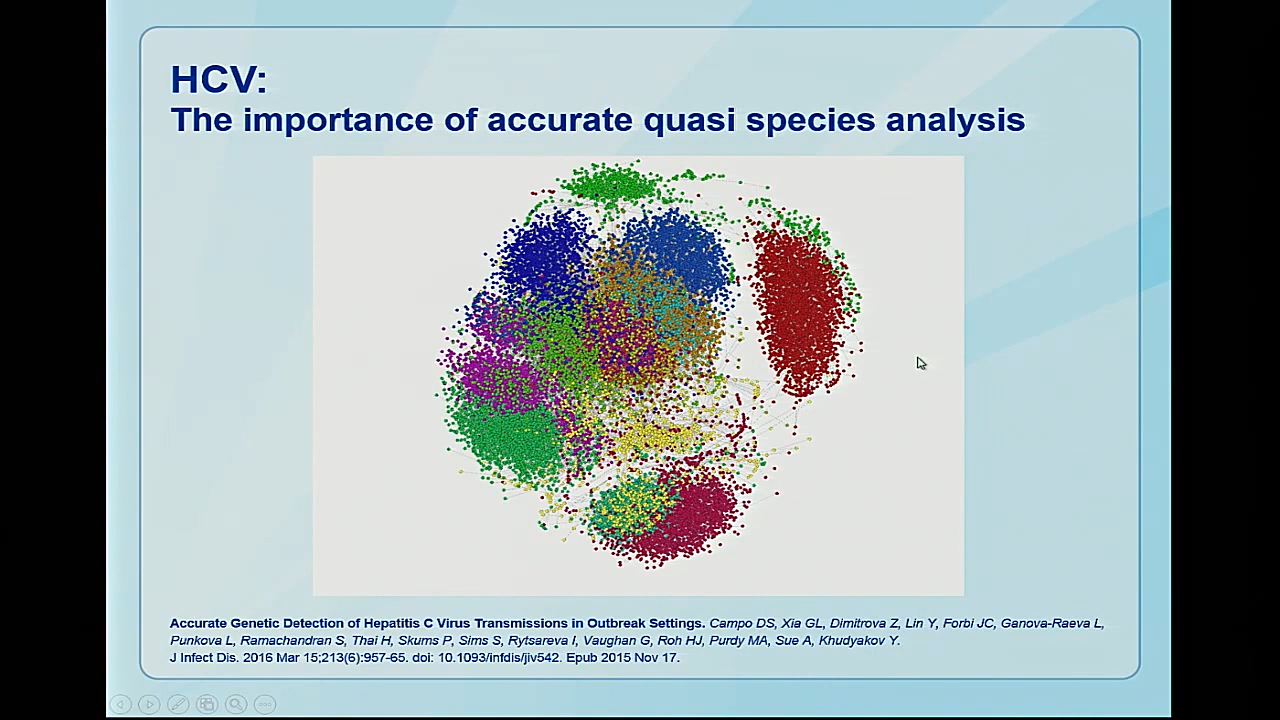 HCV:
The importance of accurate quasi species analysis
Accurate Genetic Detection of Hepatitis C Virus Transmissions in Outbreak Settings. Campo DS, Xia GL, Dimitrova Z, Lin Y, Forbi JC, Ganova-Raeva L,
Punkova L, Ramachandran S, Thai H, Skums P, Sims S, Rytsareva I, Vaughan G, Roh HJ, Purdy MA, Sue A, Khudyakov Y.
J Infect Dis. 2016 Mar 15;213(6):957-65. doi: 10.1093/infdis/jiv542. Epub 2015 Nov 17.